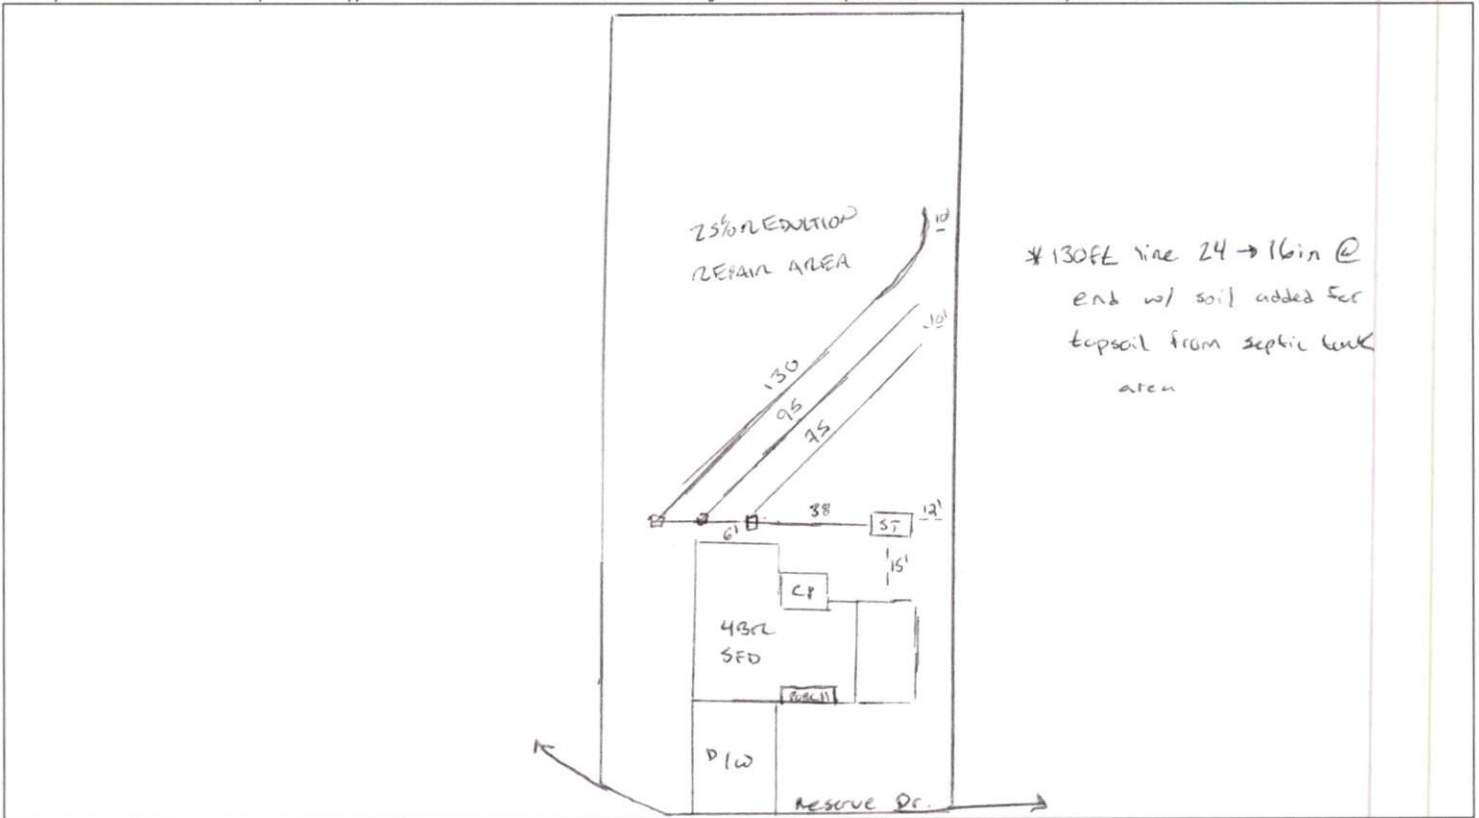 25% REDUCTION
REPAIR AREA
10'
* 130ft line 24 → 16in @
end w/ soil added for
topsoil from septic tank
area
10'
130
95
75
38
ST
12'
6'
15'
CP
4BR
SFD
PORCH
D/W
Reserve Dr.